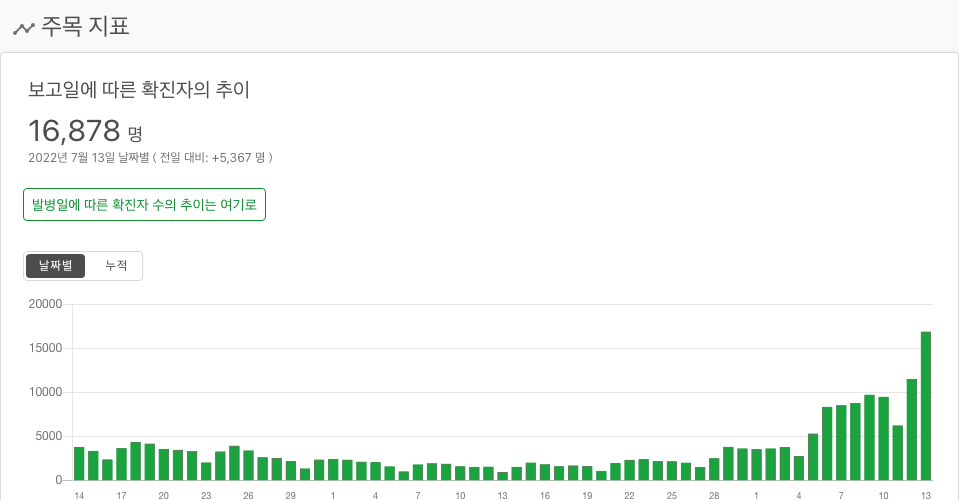 주목 지표
보고일에 따른 확진자의 추이
16,878 명
2022년 7월 13일 날짜별 ( 전일 대비: +5,367 명 )
발병일에 따른 확진자 수의 추이는 여기로
날짜별 누적
20000
15000
10000
5000
0
14 17 20 23 26 29 1 4 7 10 13 16 19 22 25 28 1 4 7 10 13